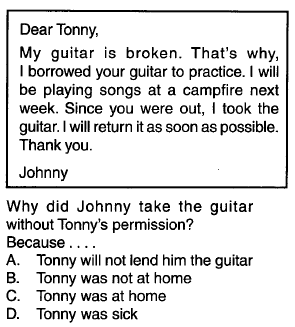 Dear Tonny,
My guitar is broken. That's why,
I borrowed your guitar to practice. I will
be playing songs at a campfire next
week. Since you were out, I took the
guitar. I will return it as soon as possible.
Thank you.
Johnny
Why did Johnny take the guitar
without Tonny's permission?
Because . . . .
A. Tonny will not lend him the guitar
B. Tonny was not at home
C. Tonny was at home
D. Tonny was sick